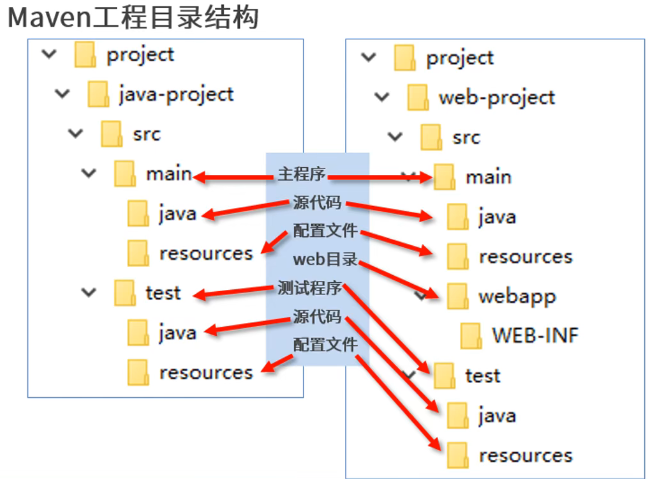 Maven工程目录结构
project
java-project
src
main
java
resources
test
java
resources
主程序
源代码
配置文件
web目录
测试程序
源代码
配置文件
project
web-project
src
main
java
resources
webapp
WEB-INF
test
java
resources